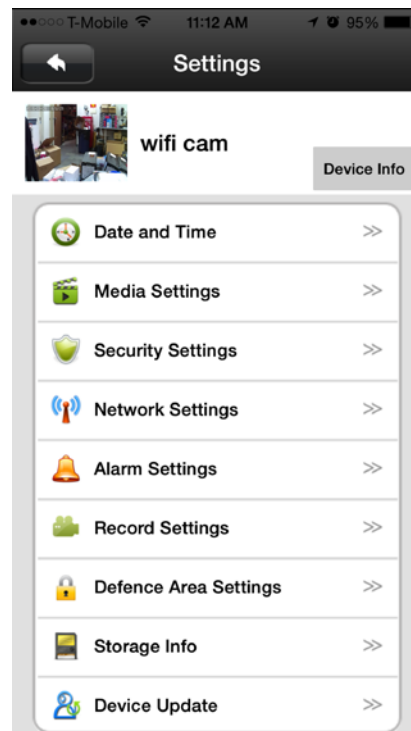 T-Mobile 11:12 AM 95%
Settings
wifi cam
Device Info
Date and Time
Media Settings
Security Settings
Network Settings
Alarm Settings
Record Settings
Defence Area Settings
Storage Info
Device Update